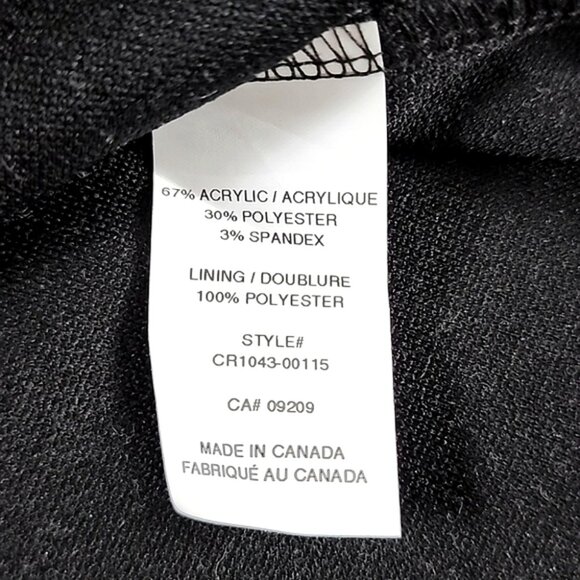 67% ACRYLIC / ACRYLIQUE
30% POLYESTER
3% SPANDEX
LINING / DOUBLURE
100% POLYESTER
STYLE#
CR1043-00115
CA# 09209
MADE IN CANADA
FABRIQUÉ AU CANADA